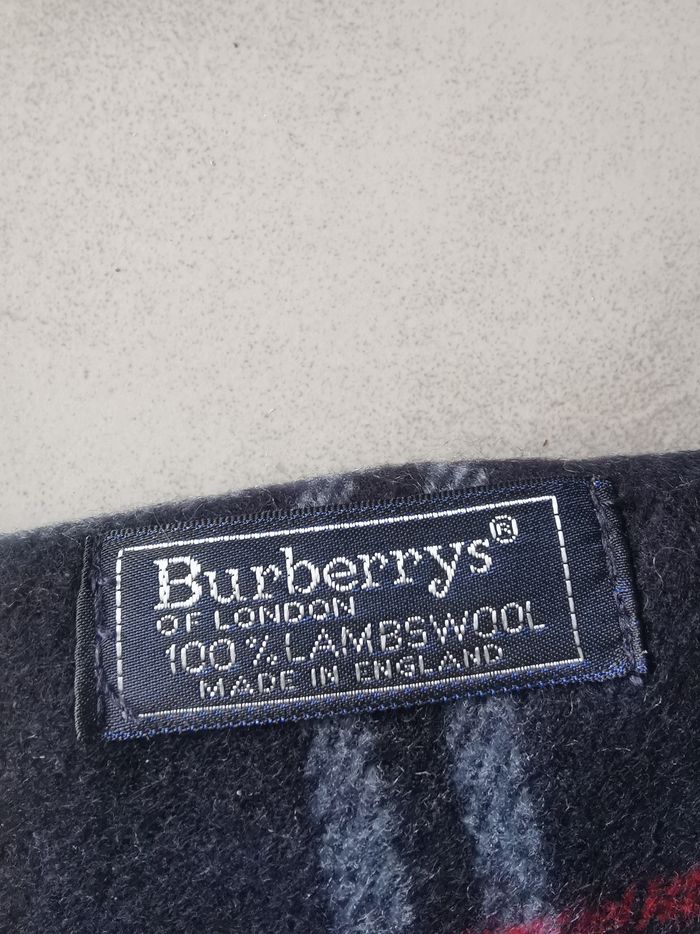 Burberrys®
OF LONDON
100% LAMBSWOOL
MADE IN ENGLAND